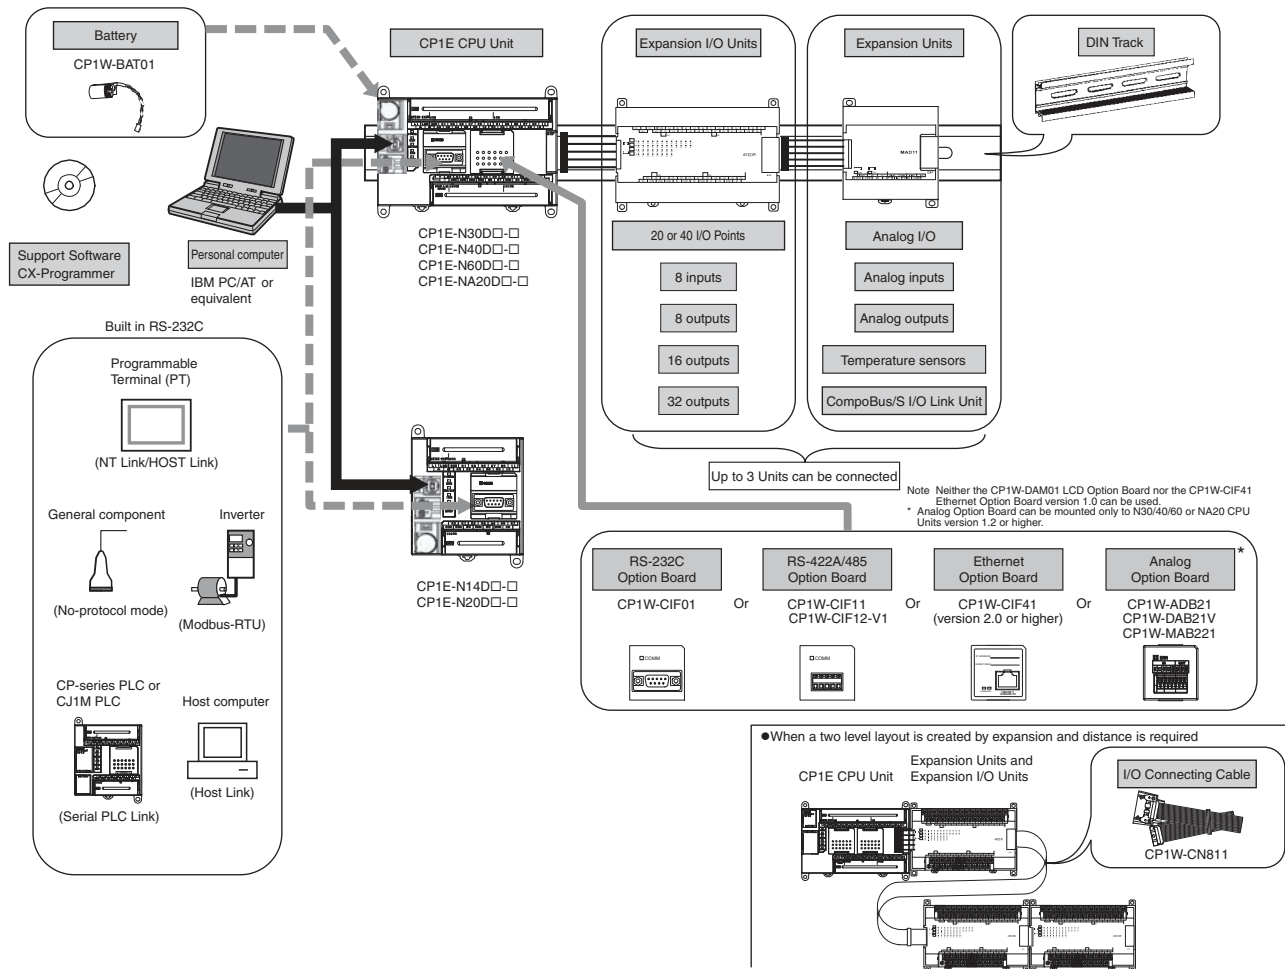 Battery
CP1W-BAT01
CP1E CPU Unit
Expansion I/O Units
Expansion Units
DIN Track
MAD11
40EDR
CP1E-N30D□-□
CP1E-N40D□-□
CP1E-N60D□-□
CP1E-NA20D□-□
20 or 40 I/O Points
8 inputs
8 outputs
16 outputs
32 outputs
Analog I/O
Analog inputs
Analog outputs
Temperature sensors
CompoBus/S I/O Link Unit
Up to 3 Units can be connected
Support Software
CX-Programmer
Personal computer
IBM PC/AT or
equivalent
Built in RS-232C
Programmable
Terminal (PT)
(NT Link/HOST Link)
General component
(No-protocol mode)
Inverter
(Modbus-RTU)
CP-series PLC or
CJ1M PLC
(Serial PLC Link)
Host computer
(Host Link)
CP1E-N14D□-□
CP1E-N20D□-□
Note Neither the CP1W-DAM01 LCD Option Board nor the CP1W-CIF41
Ethernet Option Board version 1.0 can be used.
* Analog Option Board can be mounted only to N30/40/60 or NA20 CPU
Units version 1.2 or higher.
RS-232C
Option Board
CP1W-CIF01
COMM
Or
RS-422A/485
Option Board
CP1W-CIF11
CP1W-CIF12-V1
COMM
Or
Ethernet
Option Board
CP1W-CIF41
(version 2.0 or higher)
Or
Analog
Option Board
*
CP1W-ADB21
CP1W-DAB21V
CP1W-MAB221
●When a two level layout is created by expansion and distance is required
CP1E CPU Unit
Expansion Units and
Expansion I/O Units
I/O Connecting Cable
CP1W-CN811